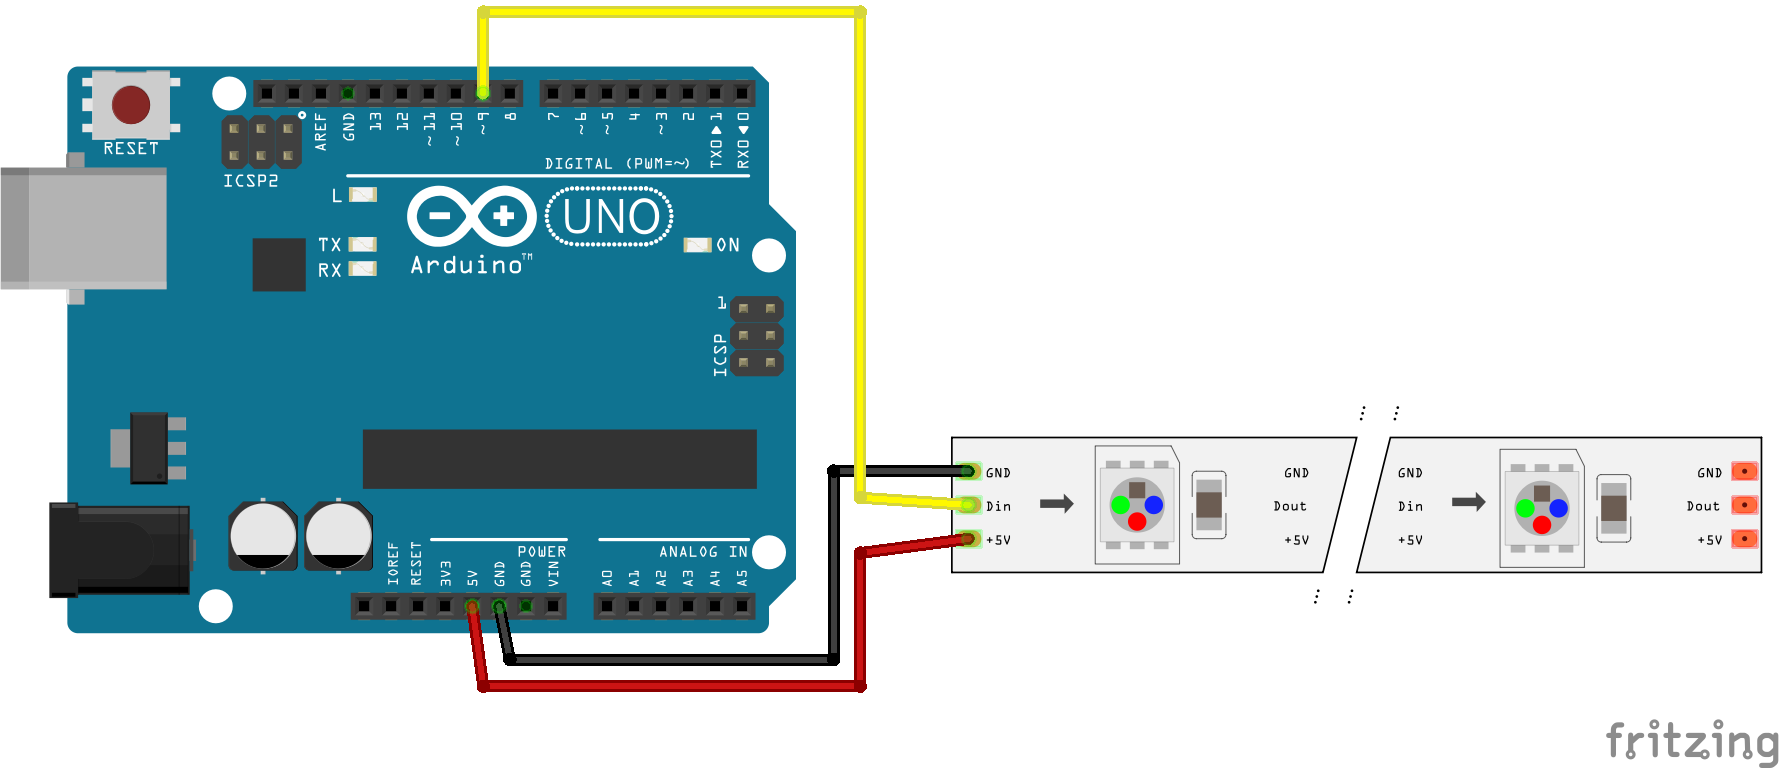 RESET
ICSP2
AREF
GND
13
12
~11
~10
~9
8
7
~6
~5
4
~3
2
TX0▶1
RX0◀0
DIGITAL (PWM=~)
L
TX
RX
UNO
Arduino™
ON
1
ICSP
IOREF
RESET
3V3
5V
GND
GND
VIN
POWER
ANALOG IN
A0
A1
A2
A3
A4
A5
GND
Din
+5V
GND
Dout
+5V
GND
Din
+5V
GND
Dout
+5V
fritzing